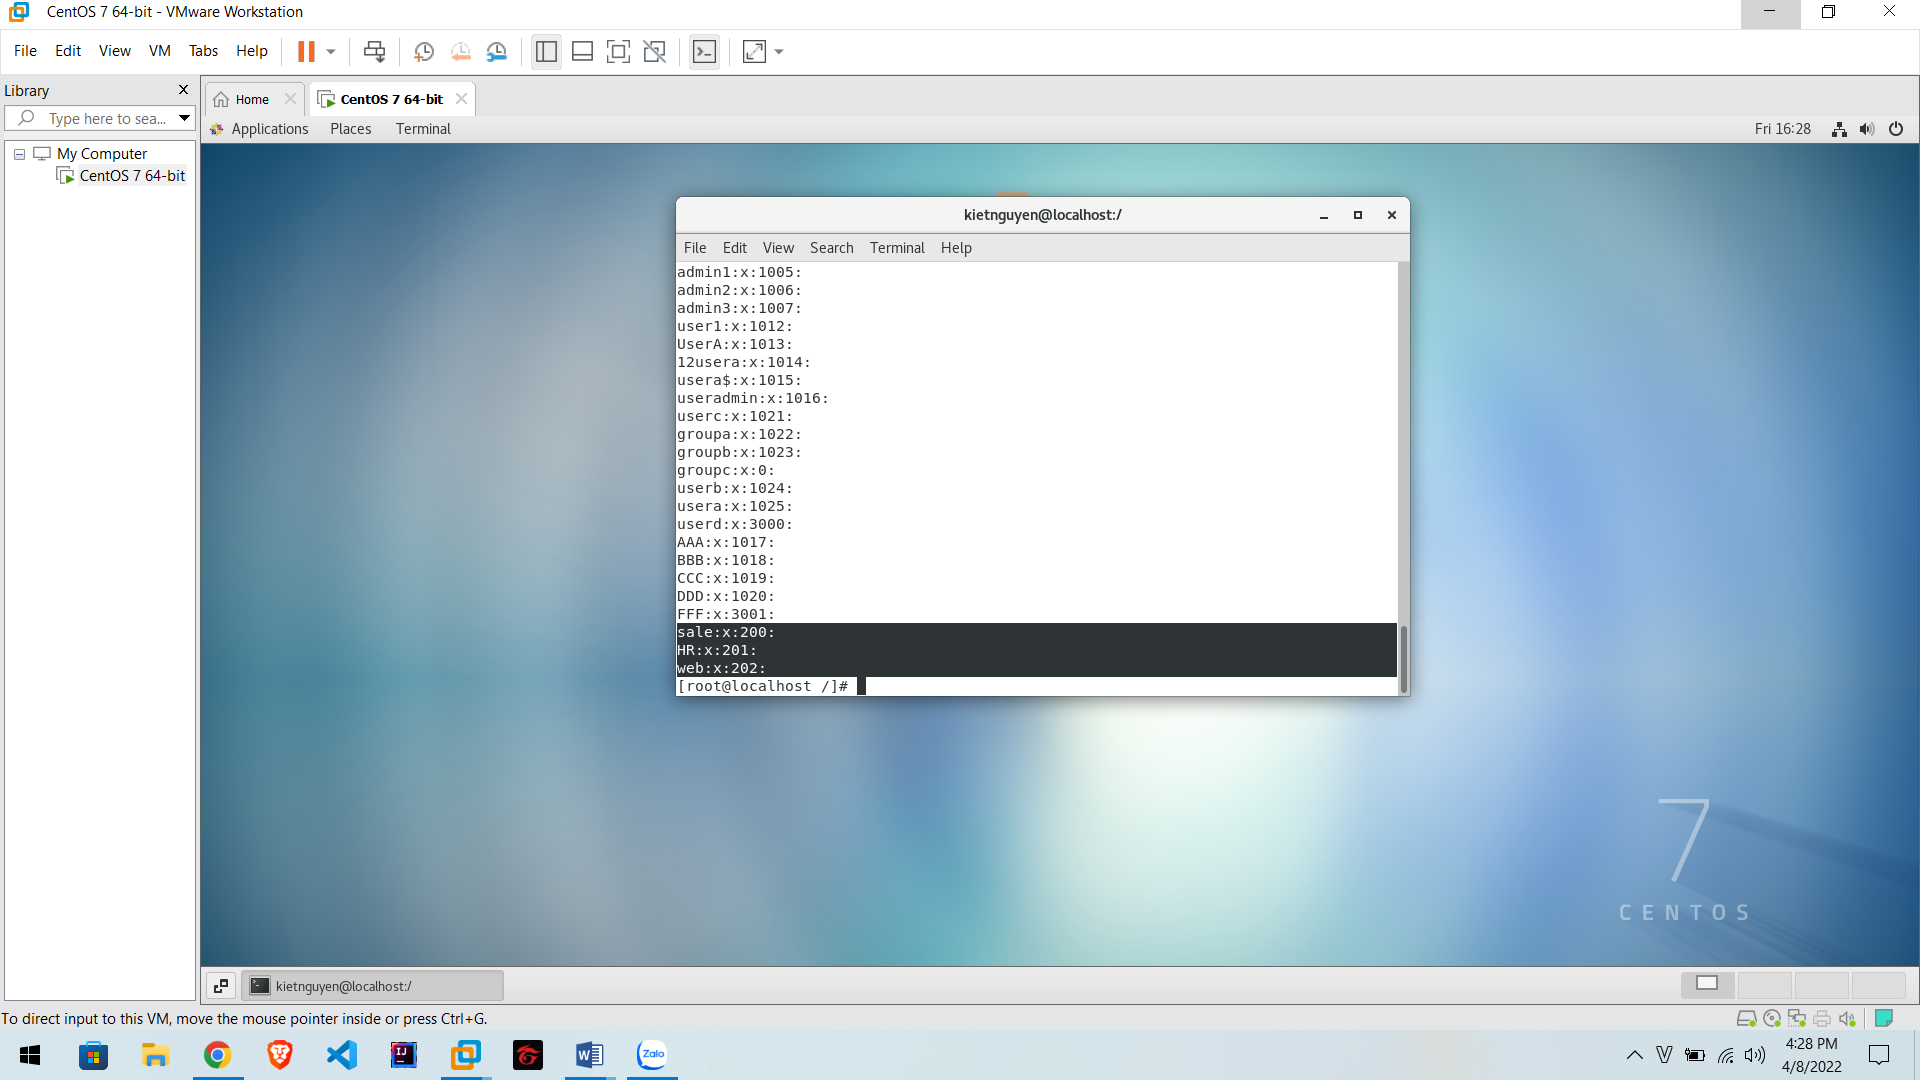 CentOS 7 64-bit - VMware Workstation
File Edit View VM Tabs Help
Library
Type here to sea...
My Computer
CentOS 7 64-bit
Home
CentOS 7 64-bit
Applications Places Terminal
Fri 16:28
kietnguyen@localhost:/
File Edit View Search Terminal Help
admin1:x:1005:
admin2:x:1006:
admin3:x:1007:
user1:x:1012:
UserA:x:1013:
12usera:x:1014:
usera$:x:1015:
useradmin:x:1016:
userc:x:1021:
groupa:x:1022:
groupb:x:1023:
groupc:x:0:
userb:x:1024:
usera:x:1025:
userd:x:3000:
AAA:x:1017:
BBB:x:1018:
CCC:x:1019:
DDD:x:1020:
FFF:x:3001:
sale:x:200:
HR:x:201:
web:x:202:
[root@localhost /]#
7
CENTOS
kietnguyen@localhost:/
To direct input to this VM, move the mouse pointer inside or press Ctrl+G.
IJ
W
Zalo
V
4:28 PM
4/8/2022